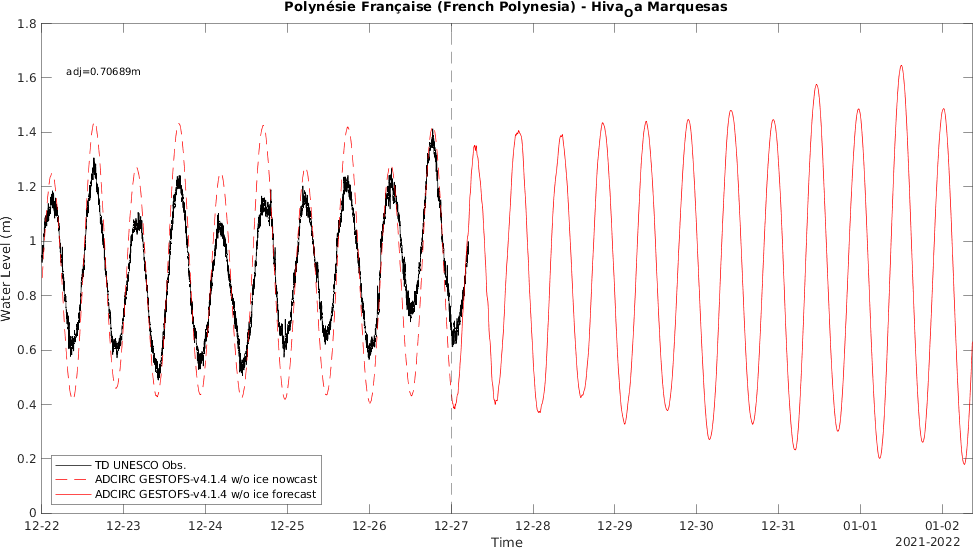 Polynésie Française (French Polynesia) - Hiva_Oa Marquesas
1.8
1.6
1.4
1.2
1
0.8
0.6
0.4
0.2
0
Water Level (m)
adj=0.70689m
TD UNESCO Obs.
ADCIRC GESTOFS-v4.1.4 w/o ice nowcast
ADCIRC GESTOFS-v4.1.4 w/o ice forecast
12-22 12-23 12-24 12-25 12-26 12-27 12-28 12-29 12-30 12-31 01-01 01-02
Time
2021-2022